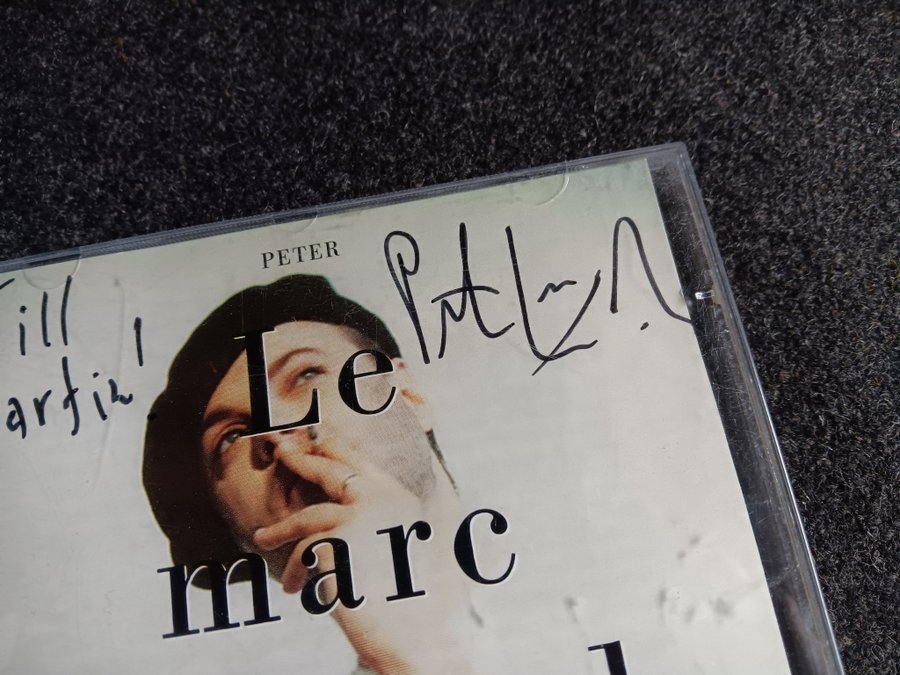 PETER
ill
artin!
Le
marc